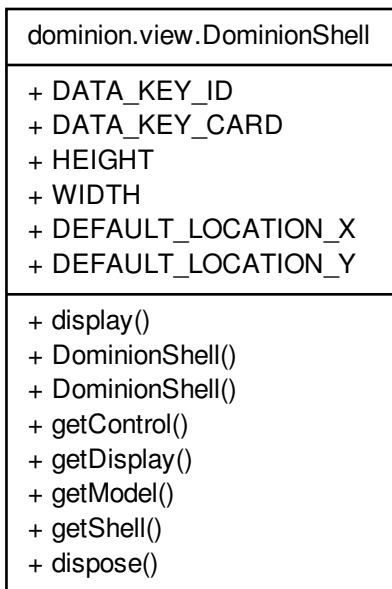 dominion.view.DominionShell
+ DATA_KEY_ID
+ DATA_KEY_CARD
+ HEIGHT
+ WIDTH
+ DEFAULT_LOCATION_X
+ DEFAULT_LOCATION_Y
+ display()
+ DominionShell()
+ DominionShell()
+ getControl()
+ getDisplay()
+ getModel()
+ getShell()
+ dispose()